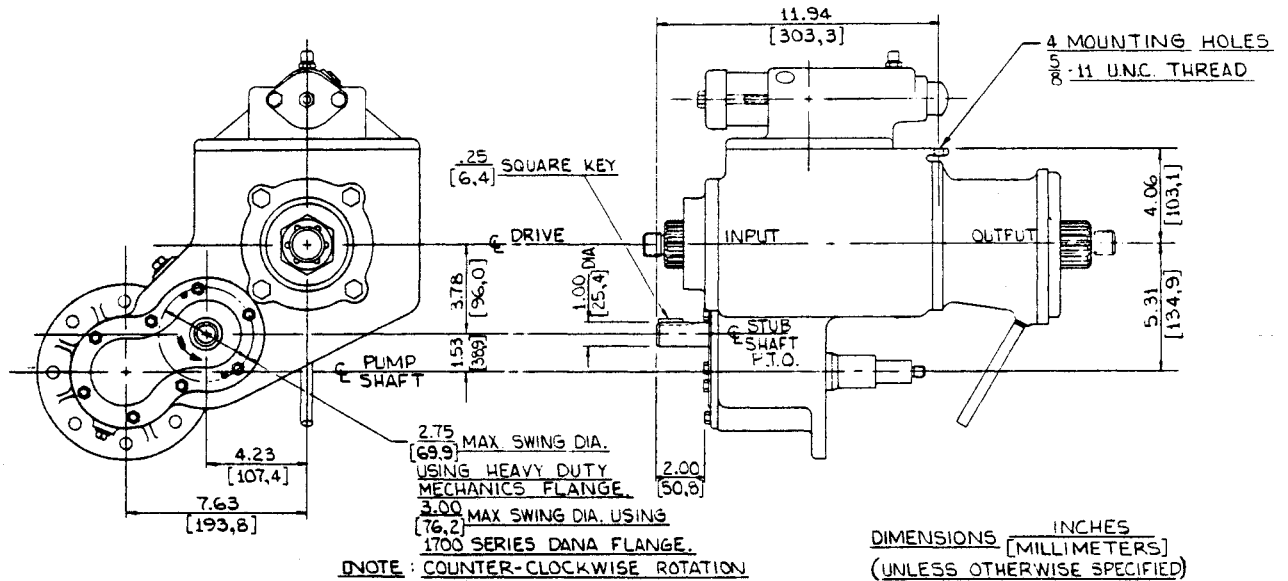 11.94
[303,3]
4 MOUNTING HOLES
5/8-11 U.N.C. THREAD
.25
[6,4] SQUARE KEY
4.06
[103,1]
℄ DRIVE
INPUT
OUTPUT
3.78
[96,0]
1.00 DIA
[25,4]
5.31
[134,9]
℄ STUB
SHAFT
P.T.O.
1.53
[38,9]
℄ PUMP
SHAFT
2.75
[69,9] MAX. SWING DIA.
USING HEAVY DUTY
MECHANICS FLANGE.
3.00
[76,2] MAX SWING DIA. USING
1700 SERIES DANA FLANGE.
4.23
[107,4]
7.63
[193,8]
2.00
[50,8]
NOTE : COUNTER-CLOCKWISE ROTATION
DIMENSIONS INCHES
[MILLIMETERS]
(UNLESS OTHERWISE SPECIFIED)